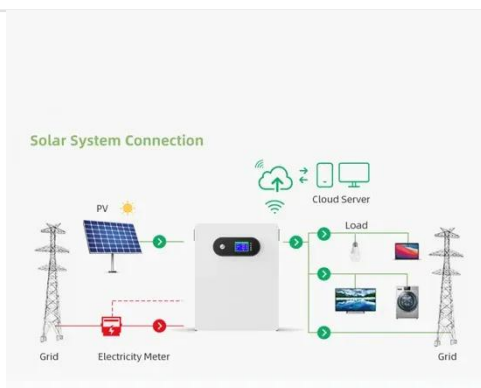 Solar System Connection
Cloud Server
PV
Load
Grid
Electricity Meter
Grid